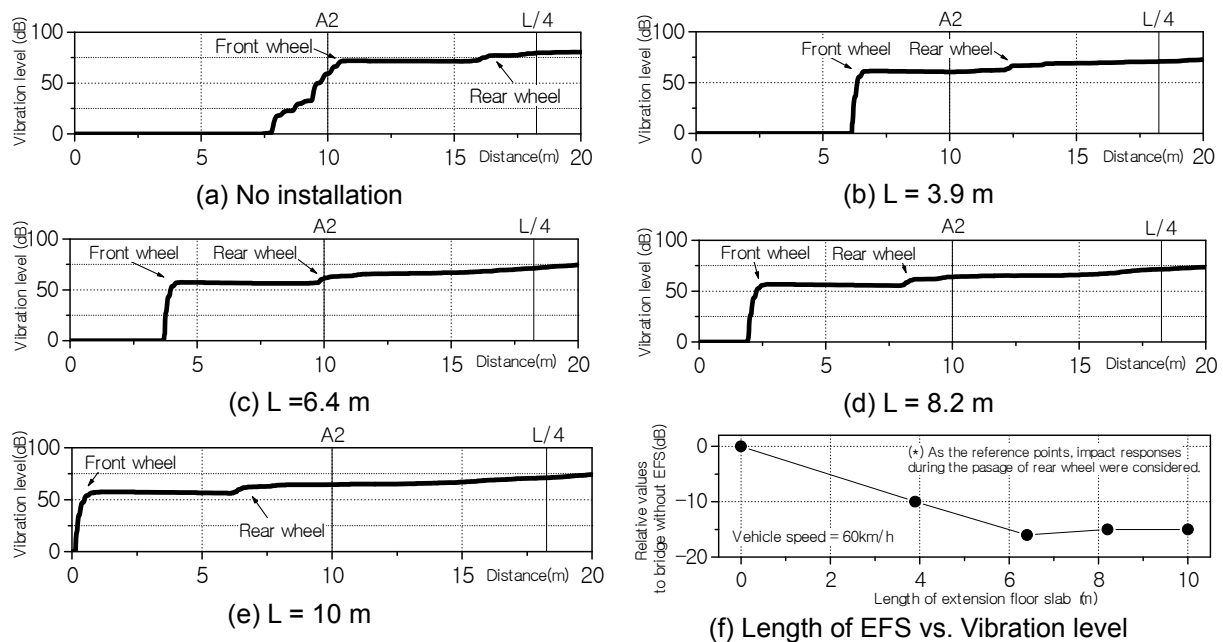 A2
L/4
Vibration level (dB)
100
50
0
Front wheel
Rear wheel
0
5
10
15
Distance(m)
20
(a) No installation
A2
L/4
Vibration level (dB)
100
50
0
Front wheel
Rear wheel
0
5
10
15
Distance(m)
20
(b) L = 3.9 m
A2
L/4
Vibration level (dB)
100
50
0
Front wheel
Rear wheel
0
5
10
15
Distance(m)
20
(c) L =6.4 m
A2
L/4
Vibration level (dB)
100
50
0
Front wheel
Rear wheel
0
5
10
15
Distance(m)
20
(d) L = 8.2 m
A2
L/4
Vibration level(dB)
100
50
0
Front wheel
Rear wheel
0
5
10
15
Distance(m)
20
(e) L = 10 m
Relative values
to bridge without EFS(dB)
0
−10
−20
(*) As the reference points, impact responses
during the pasage of rear wheel were considered.
Vehicle speed = 60km/h
0
2
4
6
8
10
Length of extension floor slab (m)
(f) Length of EFS vs. Vibration level